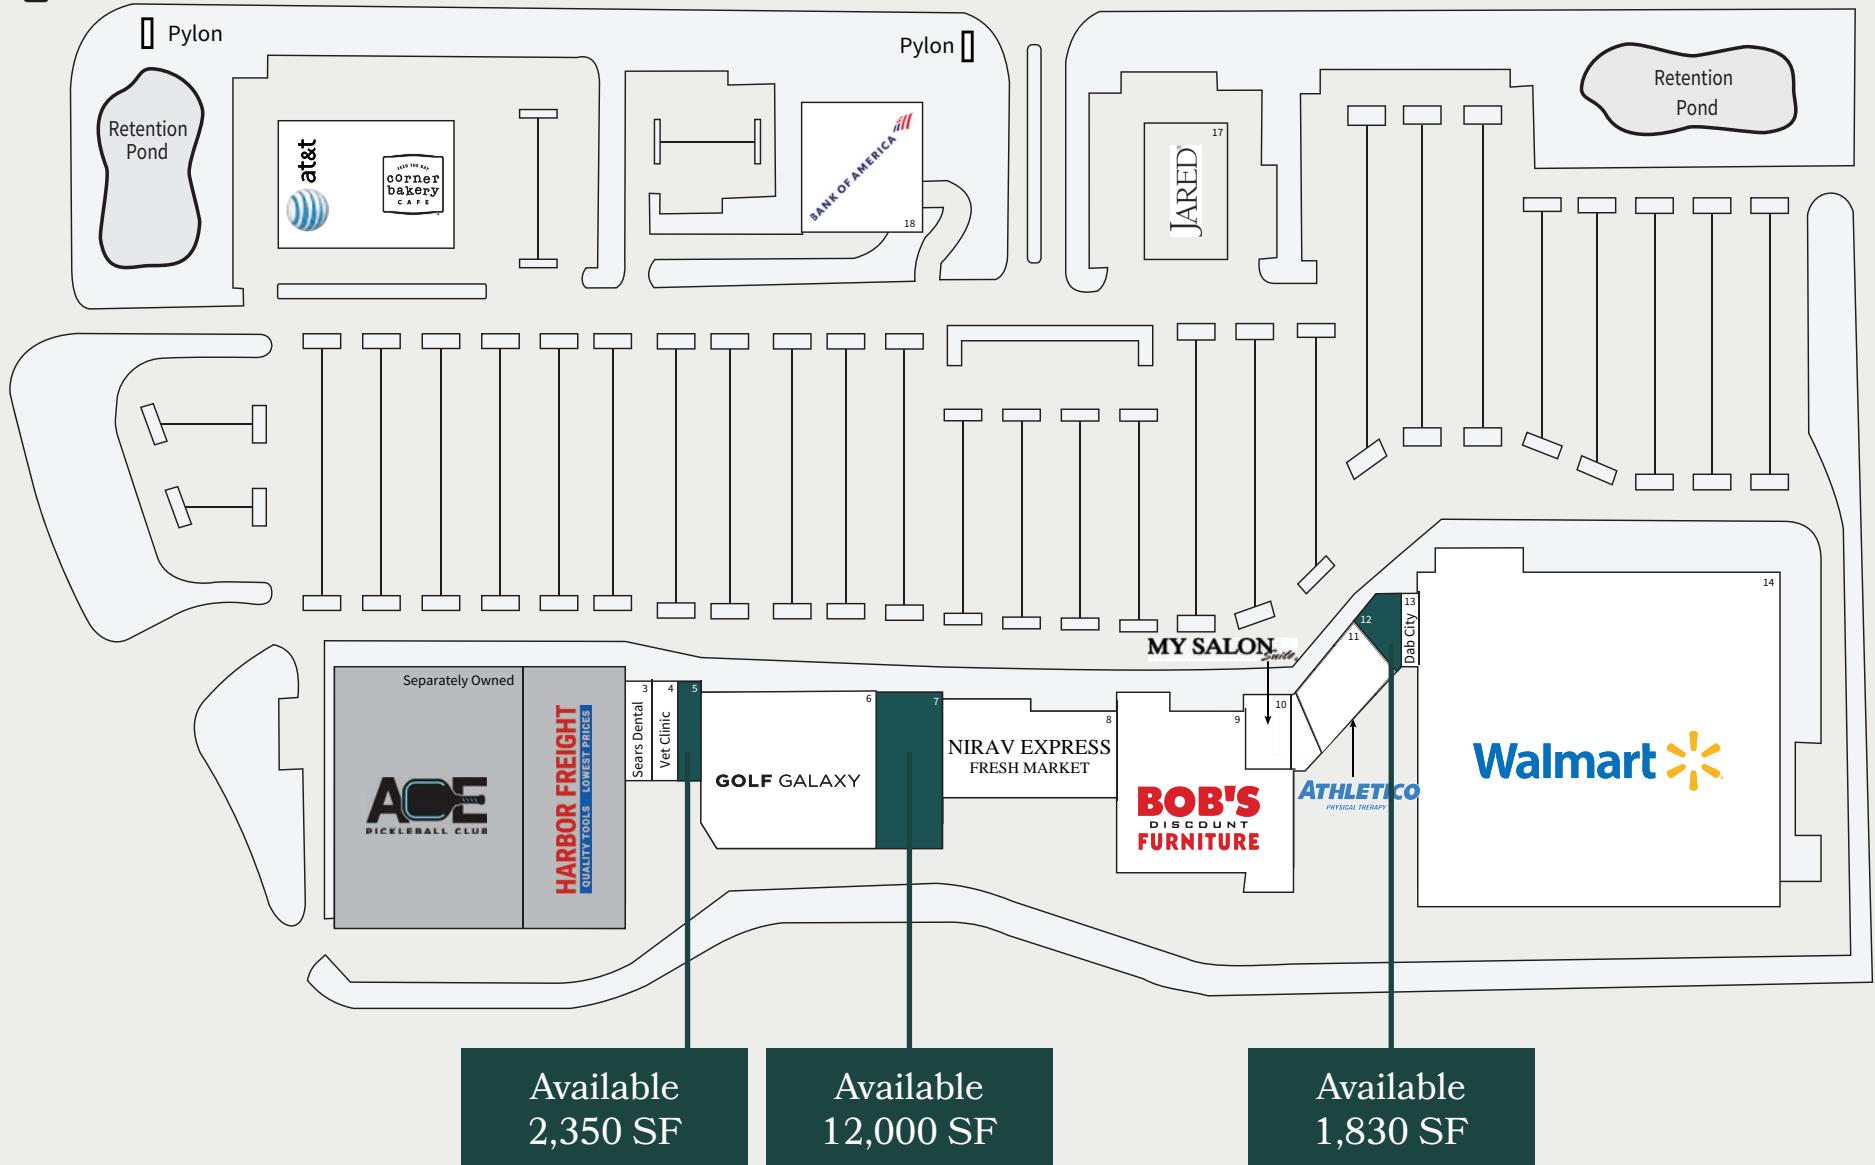 Pylon
Pylon
Retention
Pond
Retention
Pond
at&t
FEED THE DAY
corner
bakery
CAFE
BANK OF AMERICA
18
17
JARED
Separately Owned
ACE
PICKLEBALL CLUB
HARBOR FREIGHT
QUALITY TOOLS LOWEST PRICES
3
Sears Dental
4
Vet Clinic
5
6
GOLF GALAXY
7
8
NIRAV EXPRESS
FRESH MARKET
9
BOB'S
DISCOUNT
FURNITURE
MY SALON
Suite
10
11
ATHLETICO
PHYSICAL THERAPY
12
13
Dab City
14
Walmart
Available
2,350 SF
Available
12,000 SF
Available
1,830 SF